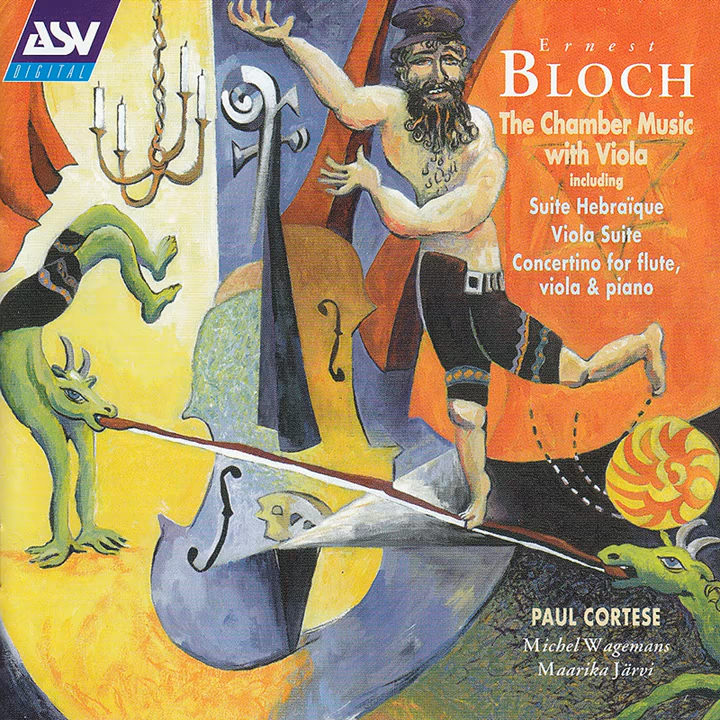 ASV
DIGITAL
Ernest
BLOCH
The Chamber Music
with Viola
including
Suite Hebraïque
Viola Suite
Concertino for flute,
viola & piano
PAUL CORTESE
Michel Wagemans
Maarika Järvi